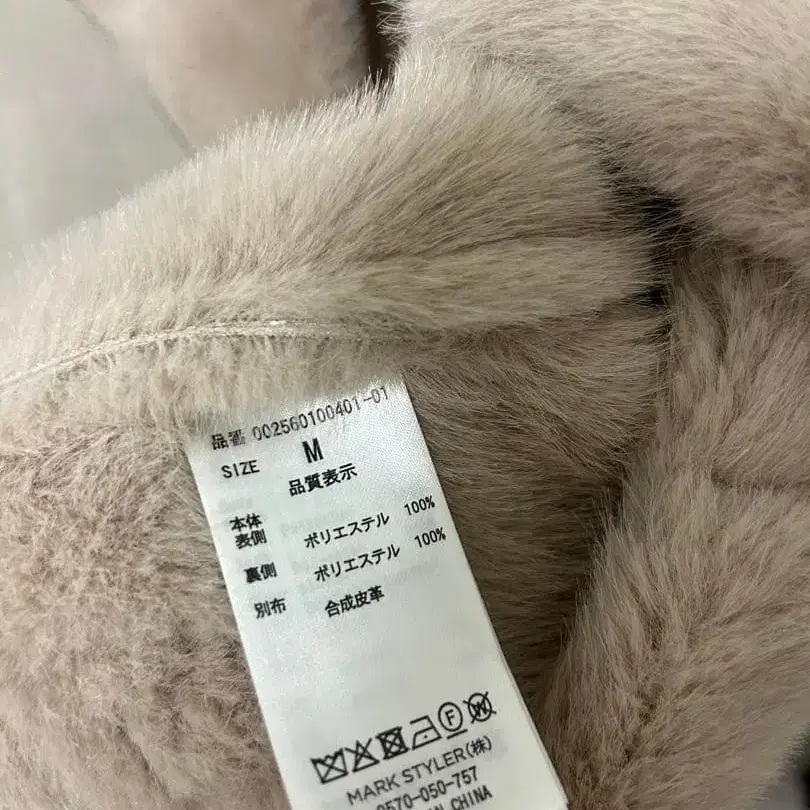 品番 002560100401-01
SIZE M
品質表示
本体
表側 ポリエステル 100%
裏側 ポリエステル 100%
別布 合成皮革
MARK STYLER(株)
0570-050-757
CHINA